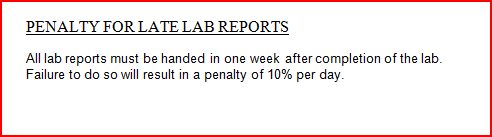 PENALTY FOR LATE LAB REPORTS
All lab reports must be handed in one week after completion of the lab.
Failure to do so will result in a penalty of 10% per day.